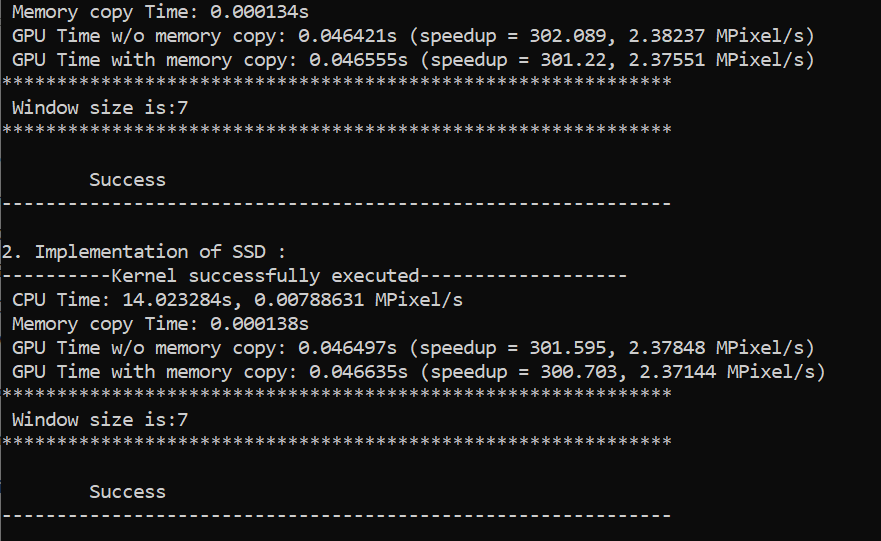 Memory copy Time: 0.000134s
GPU Time w/o memory copy: 0.046421s (speedup = 302.089, 2.38237 MPixel/s)
GPU Time with memory copy: 0.046555s (speedup = 301.22, 2.37551 MPixel/s)
*************************************************************
Window size is:7
*************************************************************
Success
-------------------------------------------------------------
2. Implementation of SSD :
----------Kernel successfully executed-------------------
CPU Time: 14.023284s, 0.00788631 MPixel/s
Memory copy Time: 0.000138s
GPU Time w/o memory copy: 0.046497s (speedup = 301.595, 2.37848 MPixel/s)
GPU Time with memory copy: 0.046635s (speedup = 300.703, 2.37144 MPixel/s)
*************************************************************
Window size is:7
*************************************************************
Success
-------------------------------------------------------------